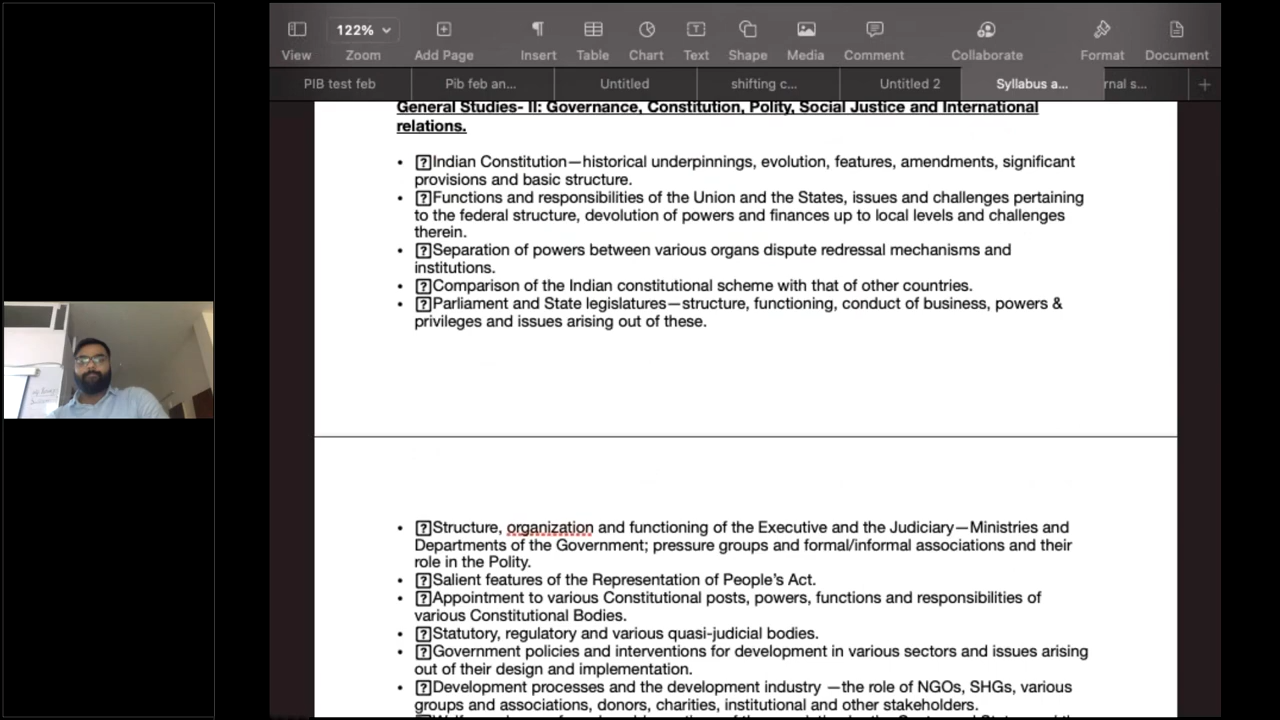 122%
View
Zoom
Add Page
Insert
Table
Chart
Text
Shape
Media
Comment
Collaborate
Format
Document
PIB test feb
Pib feb an...
Untitled
shifting c...
Untitled 2
Syllabus a...
rnal s...
General Studies- II: Governance, Constitution, Polity, Social Justice and International
relations.
• Indian Constitution—historical underpinnings, evolution, features, amendments, significant
provisions and basic structure.
• Functions and responsibilities of the Union and the States, issues and challenges pertaining
to the federal structure, devolution of powers and finances up to local levels and challenges
therein.
• Separation of powers between various organs dispute redressal mechanisms and
institutions.
• Comparison of the Indian constitutional scheme with that of other countries.
• Parliament and State legislatures—structure, functioning, conduct of business, powers &
privileges and issues arising out of these.
• Structure, organization and functioning of the Executive and the Judiciary—Ministries and
Departments of the Government; pressure groups and formal/informal associations and their
role in the Polity.
• Salient features of the Representation of People's Act.
• Appointment to various Constitutional posts, powers, functions and responsibilities of
various Constitutional Bodies.
• Statutory, regulatory and various quasi-judicial bodies.
• Government policies and interventions for development in various sectors and issues arising
out of their design and implementation.
• Development processes and the development industry —the role of NGOs, SHGs, various
groups and associations, donors, charities, institutional and other stakeholders.